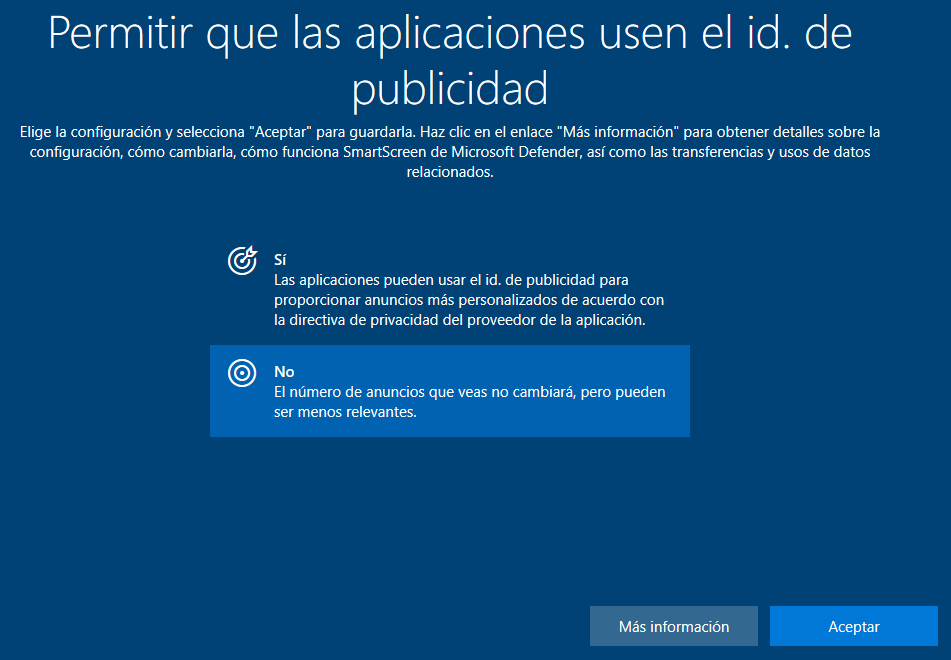 Permitir que las aplicaciones usen el id. de
publicidad
Elige la configuración y selecciona "Aceptar" para guardarla. Haz clic en el enlace "Más información" para obtener detalles sobre la
configuración, cómo cambiarla, cómo funciona SmartScreen de Microsoft Defender, así como las transferencias y usos de datos
relacionados.
Sí
Las aplicaciones pueden usar el id. de publicidad para
proporcionar anuncios más personalizados de acuerdo con
la directiva de privacidad del proveedor de la aplicación.
No
El número de anuncios que veas no cambiará, pero pueden
ser menos relevantes.
Más información
Aceptar